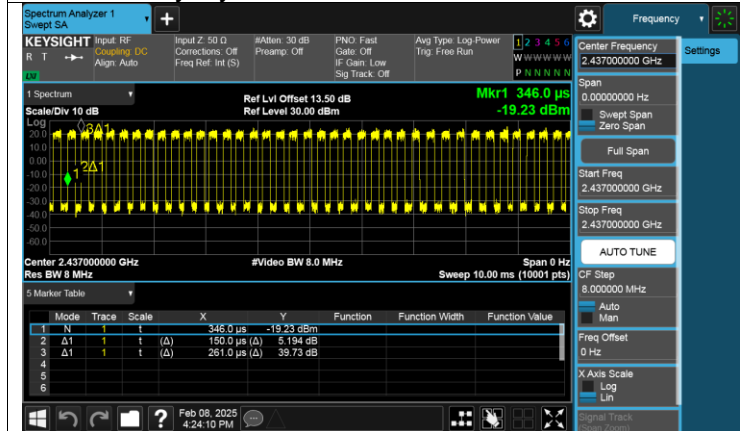 Spectrum Analyzer 1
Swept SA
+
Frequency
KEYSIGHT
R T
LXI
Input: RF
Coupling: DC
Align: Auto
Input Z: 50 Ω
Corrections: Off
Freq Ref: Int (S)
#Atten: 30 dB
Preamp: Off
PNO: Fast
Gate: Off
IF Gain: Low
Sig Track: Off
Avg Type: Log-Power
Trig: Free Run
1 2 3 4 5 6
W W W W W W
P N N N N N
1 Spectrum
Scale/Div 10 dB
Ref Lvl Offset 13.50 dB
Ref Level 30.00 dBm
Mkr1 346.0 µs
-19.23 dBm
Log
20.0
10.0
0.00
-10.0
-20.0
-30.0
-40.0
-50.0
-60.0
3Δ1
2Δ1
1
Center 2.437000000 GHz
Res BW 8 MHz
#Video BW 8.0 MHz
Span 0 Hz
Sweep 10.00 ms (10001 pts)
5 Marker Table
Mode Trace Scale X Y Function Function Width Function Value
1 N 1 t 346.0 µs -19.23 dBm
2 Δ1 1 t (Δ) 150.0 µs (Δ) 5.194 dB
3 Δ1 1 t (Δ) 261.0 µs (Δ) 39.73 dB
4
5
6
?
Feb 08, 2025
4:24:10 PM
Center Frequency
2.437000000 GHz
Span
0.00000000 Hz
Swept Span
Zero Span
Full Span
Start Freq
2.437000000 GHz
Stop Freq
2.437000000 GHz
AUTO TUNE
CF Step
8.000000 MHz
Auto
Man
Freq Offset
0 Hz
X Axis Scale
Log
Lin
Signal Track
(Span Zoom)
Settings